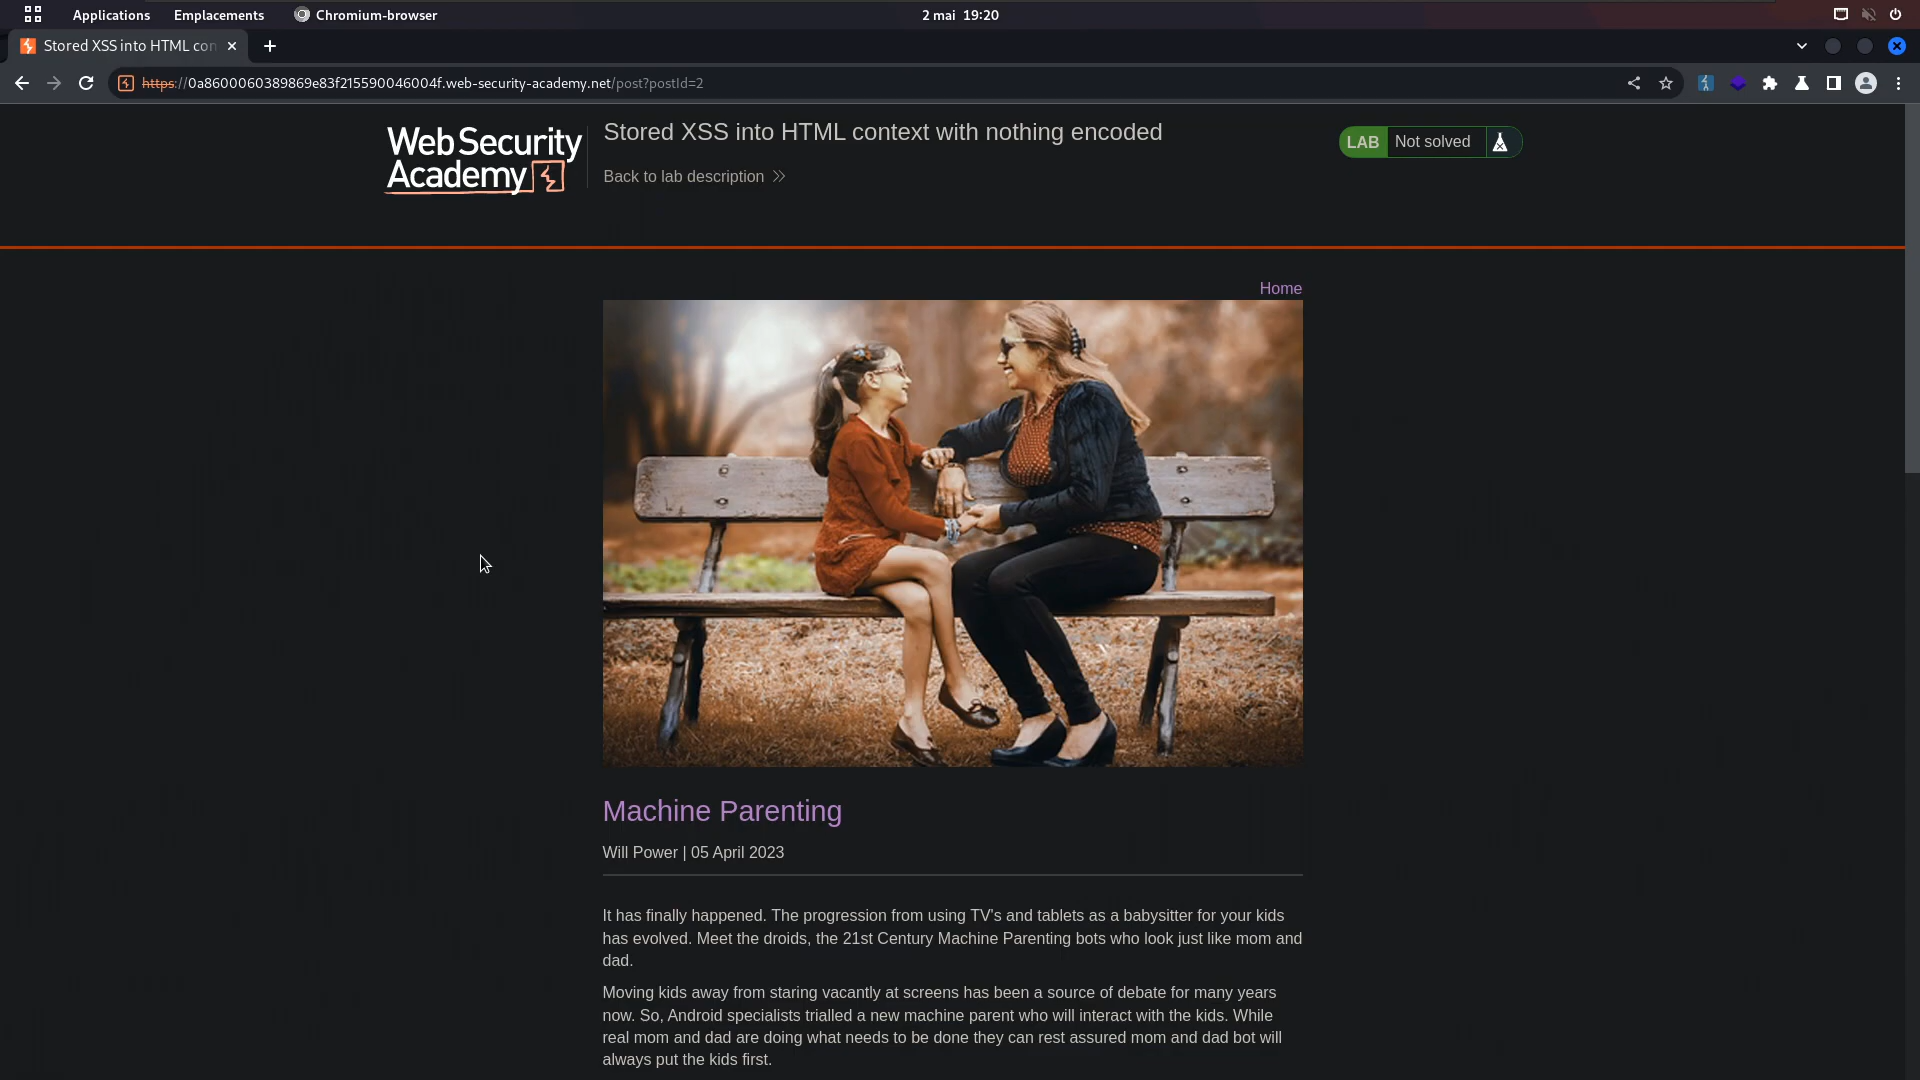 Applications Emplacements Chromium-browser 2 mai 19:20
Stored XSS into HTML con
https://0a8600060389869e83f215590046004f.web-security-academy.net/post?postId=2
WebSecurity
Academy
Stored XSS into HTML context with nothing encoded
LAB Not solved
Back to lab description
Home
Machine Parenting
Will Power | 05 April 2023
It has finally happened. The progression from using TV's and tablets as a babysitter for your kids
has evolved. Meet the droids, the 21st Century Machine Parenting bots who look just like mom and
dad.
Moving kids away from staring vacantly at screens has been a source of debate for many years
now. So, Android specialists trialled a new machine parent who will interact with the kids. While
real mom and dad are doing what needs to be done they can rest assured mom and dad bot will
always put the kids first.